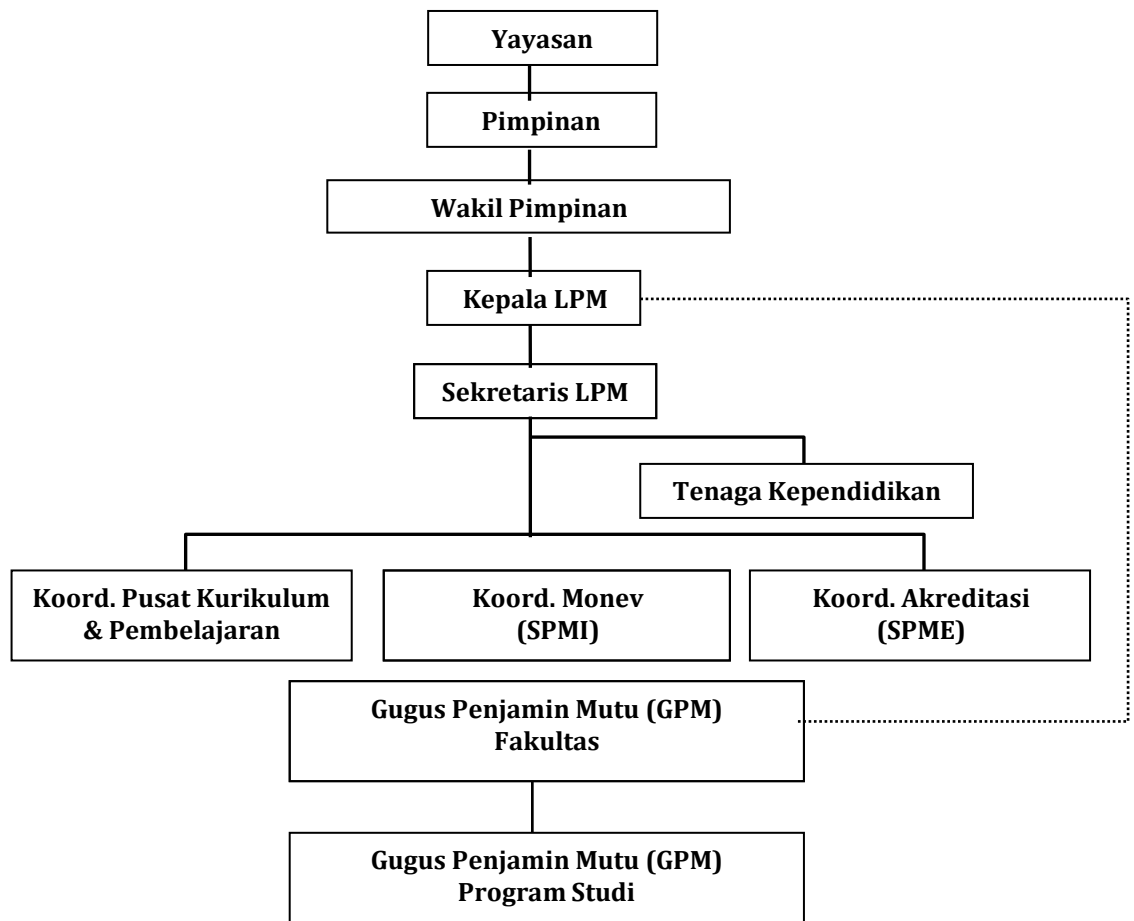 Yayasan
Pimpinan
Wakil Pimpinan
Kepala LPM
Sekretaris LPM
Tenaga Kependidikan
Koord. Pusat Kurikulum
& Pembelajaran
Koord. Monev
(SPMI)
Koord. Akreditasi
(SPME)
Gugus Penjamin Mutu (GPM)
Fakultas
Gugus Penjamin Mutu (GPM)
Program Studi